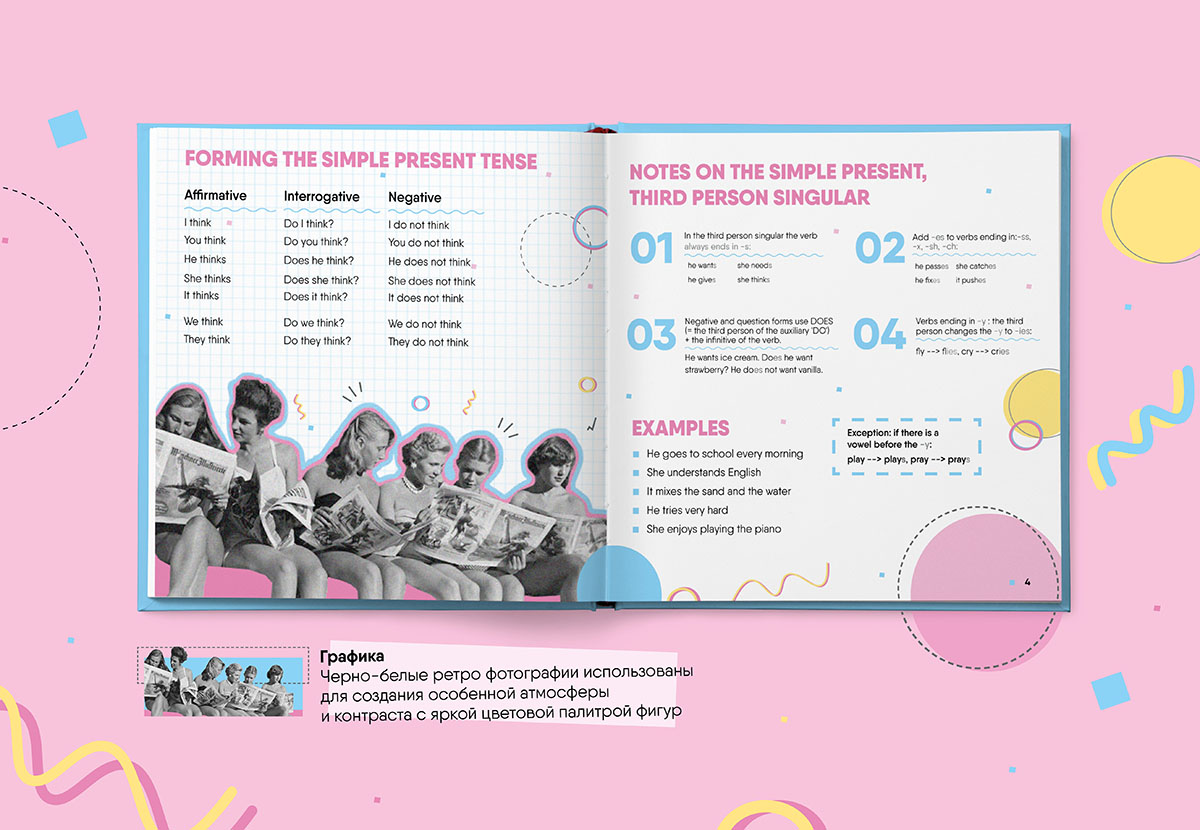 FORMING THE SIMPLE PRESENT TENSE
Affirmative Interrogative Negative
I think Do I think? I do not think
You think Do you think? You do not think
He thinks Does he think? He does not think
She thinks Does she think? She does not think
It thinks Does it think? It does not think
We think Do we think? We do not think
They think Do they think? They do not think
NOTES ON THE SIMPLE PRESENT,
THIRD PERSON SINGULAR
01
In the third person singular the verb
always ends in -s:
he wants she needs
he gives she thinks
02
Add -es to verbs ending in:-ss,
-x, -sh, -ch:
he passes she catches
he fixes it pushes
03
Negative and question forms use DOES
(= the third person of the auxiliary 'DO')
+ the infinitive of the verb.
He wants ice cream. Does he want
strawberry? He does not want vanilla.
04
Verbs ending in -y : the third
person changes the -y to -ies:
fly --> flies, cry --> cries
EXAMPLES
He goes to school every morning
She understands English
It mixes the sand and the water
He tries very hard
She enjoys playing the piano
Exception: if there is a
vowel before the -y:
play --> plays, pray --> prays
4
Графика
Черно-белые ретро фотографии использованы
для создания особенной атмосферы
и контраста с яркой цветовой палитрой фигур